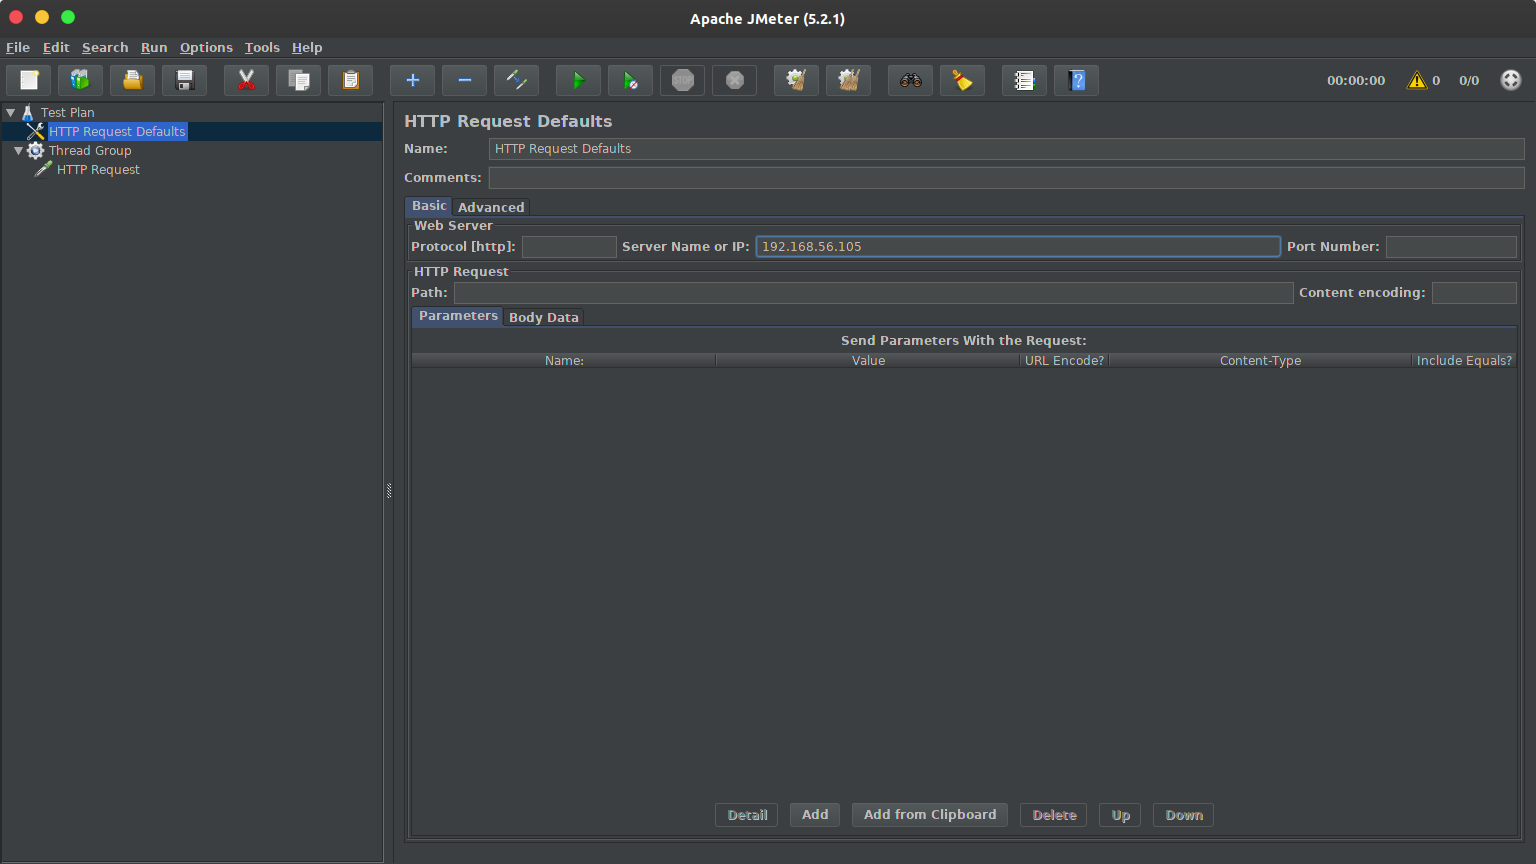 Apache JMeter (5.2.1)
File Edit Search Run Options Tools Help
STOP 00:00:00 0 0/0
Test Plan
HTTP Request Defaults
Thread Group
HTTP Request
HTTP Request Defaults
Name: HTTP Request Defaults
Comments:
Basic Advanced
Web Server
Protocol [http]: Server Name or IP: 192.168.56.105 Port Number:
HTTP Request
Path: Content encoding:
Parameters Body Data
Send Parameters With the Request:
Name: Value URL Encode? Content-Type Include Equals?
Detail Add Add from Clipboard Delete Up Down